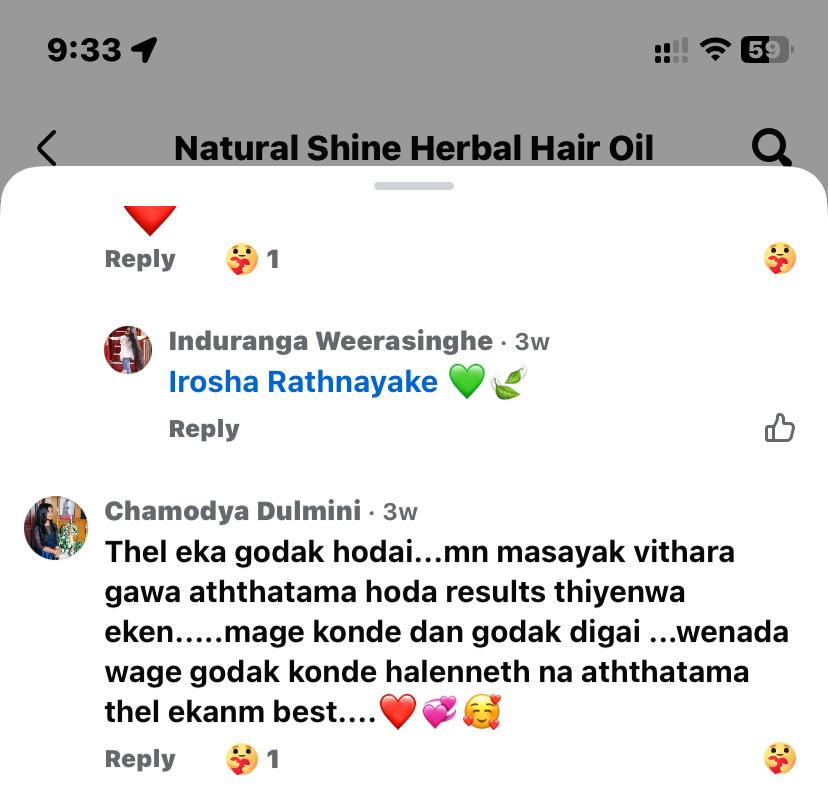 9:33
59
Natural Shine Herbal Hair Oil
Reply 1
Induranga Weerasinghe · 3w
Irosha Rathnayake 💚🍃
Reply
Chamodya Dulmini · 3w
Thel eka godak hodai...mn masayak vithara
gawa aththatama hoda results thiyenwa
eken.....mage konde dan godak digai ...wenada
wage godak konde halenneth na aththatama
thel ekanm best....❤️💞🥰
Reply 1